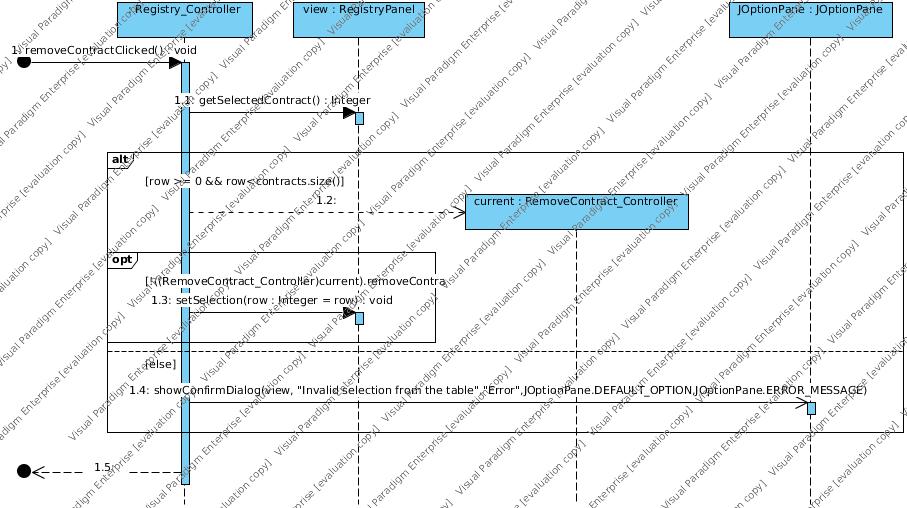 Registry_Controller
view : RegistryPanel
JOptionPane : JOptionPane
1: removeContractClicked() : void
1.1: getSelectedContract() : Integer
alt
[row >= 0 && row<contracts.size()]
1.2:
current : RemoveContract_Controller
opt
[!((RemoveContract_Controller)current).removeContra
1.3: setSelection(row : Integer = row) : void
[else]
1.4: showConfirmDialog(view, "Invalid selection from the table","Error",JOptionPane.DEFAULT_OPTION,JOptionPane.ERROR_MESSAGE)
1.5:
Visual Paradigm Enterprise [evaluation copy]